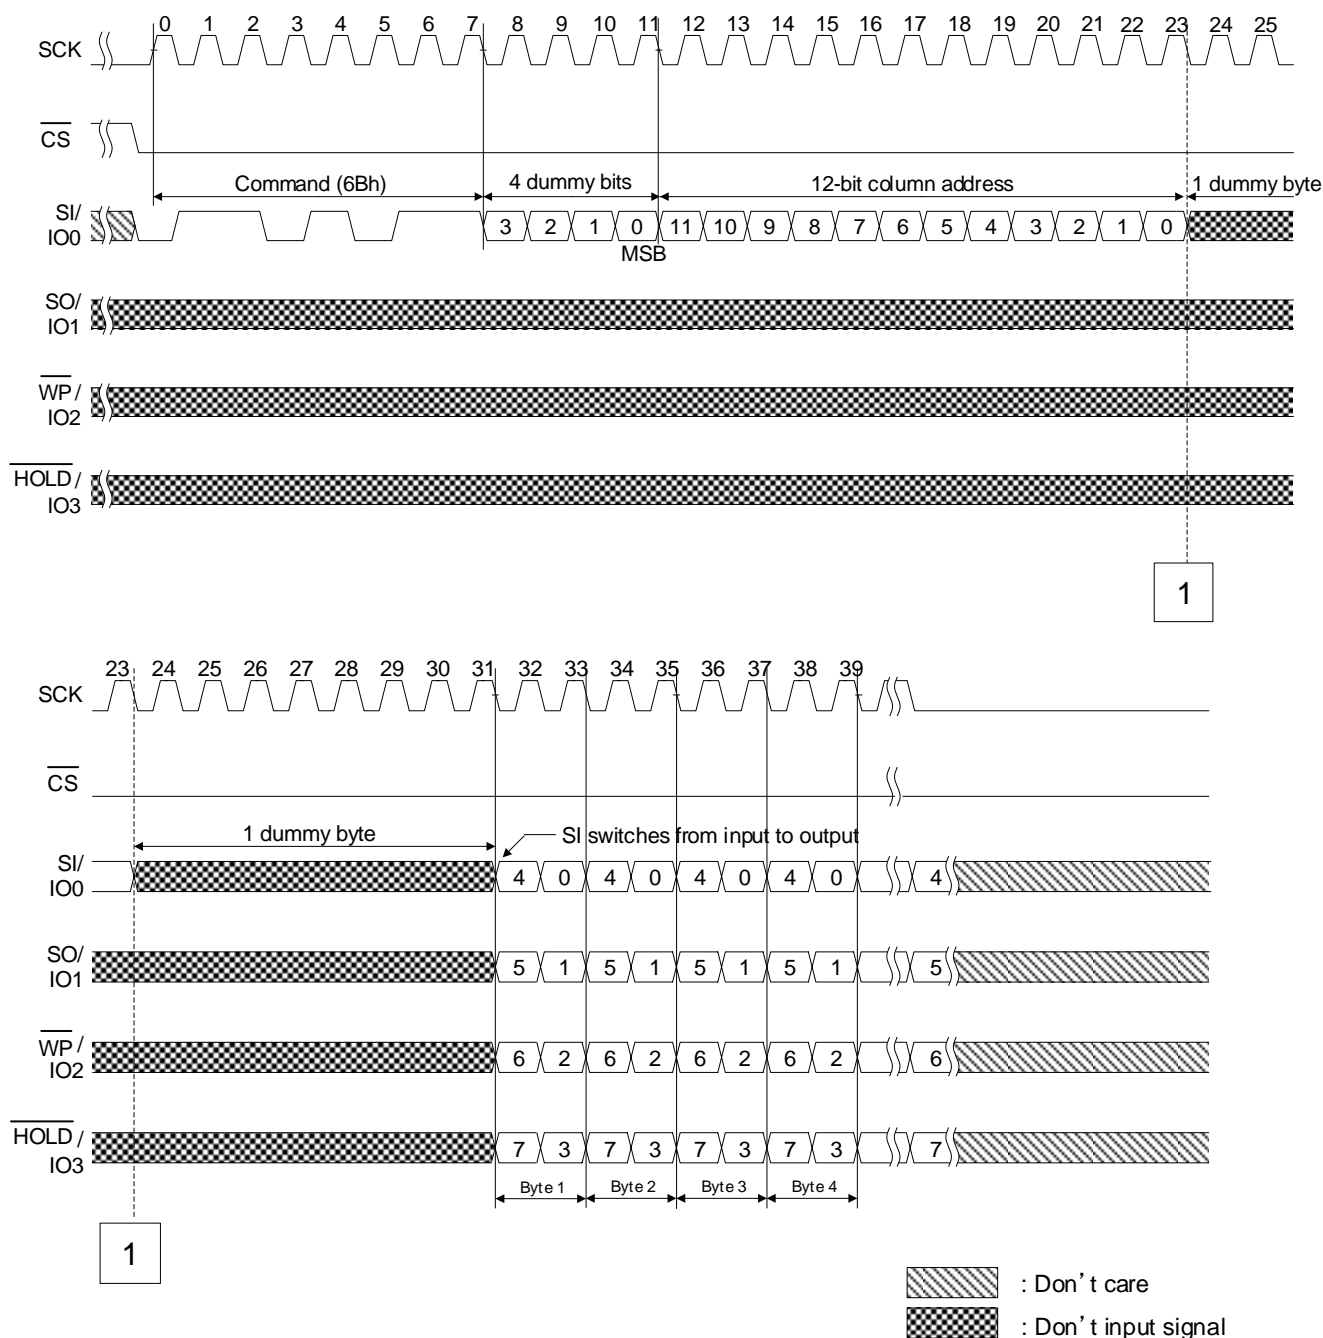 0 1 2 3 4 5 6 7 8 9 10 11 12 13 14 15 16 17 18 19 20 21 22 23 24 25
SCK
CS
Command (6Bh) 4 dummy bits 12-bit column address 1 dummy byte
SI/
IO0
3 2 1 0 11 10 9 8 7 6 5 4 3 2 1 0
MSB
SO/
IO1
WP/
IO2
HOLD/
IO3
1
23 24 25 26 27 28 29 30 31 32 33 34 35 36 37 38 39
SCK
CS
1 dummy byte SI switches from input to output
SI/
IO0
4 0 4 0 4 0 4 0 4
SO/
IO1
5 1 5 1 5 1 5 1 5
WP/
IO2
6 2 6 2 6 2 6 2 6
HOLD/
IO3
7 3 7 3 7 3 7 3 7
Byte 1 Byte 2 Byte 3 Byte 4
1
: Don't care
: Don't input signal